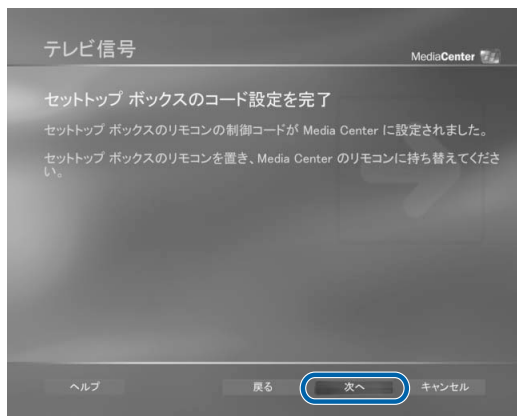 テレビ信号
MediaCenter
セットトップ ボックスのコード設定を完了
セットトップ ボックスのリモコンの制御コードが Media Center に設定されました。
セットトップ ボックスのリモコンを置き、Media Center のリモコンに持ち替えてくださ
い。
ヘルプ 戻る 次へ キャンセル